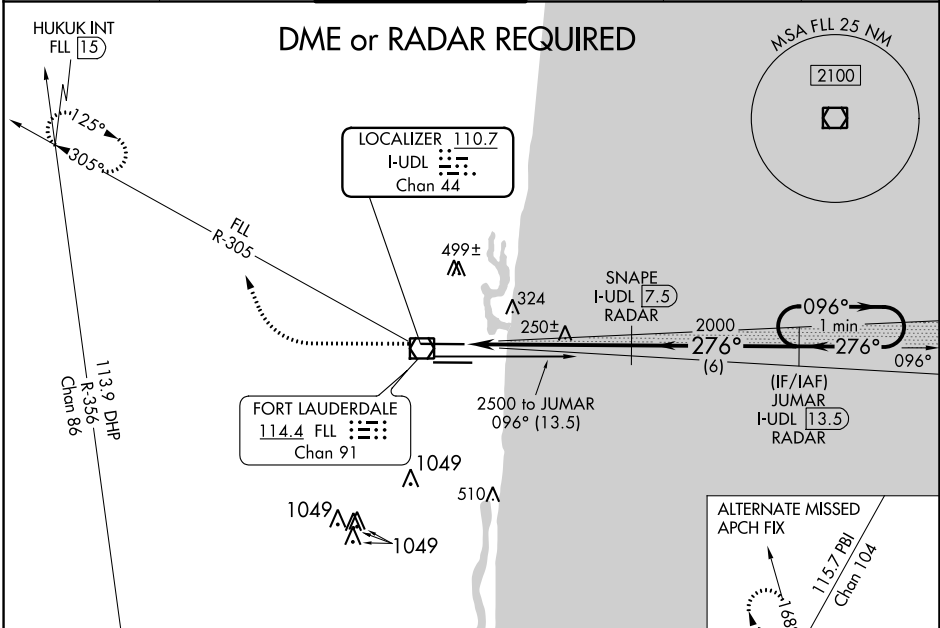 DME or RADAR REQUIRED
HUKUK INT
FLL 15
125°
305°
MSA FLL 25 NM
2100
LOCALIZER 110.7
I-UDL
Chan 44
FLL
R-305
499±
324
250±
SNAPE
I-UDL 7.5
RADAR
2000
276°
(6)
096°
1 min
276°
096°
(IF/IAF)
JUMAR
I-UDL 13.5
RADAR
2500 to JUMAR
096° (13.5)
113.9 DHP
R-356
Chan 86
FORT LAUDERDALE
114.4 FLL
Chan 91
1049
1049
1049
510
ALTERNATE MISSED
APCH FIX
115.7 PBI
Chan 104
168°